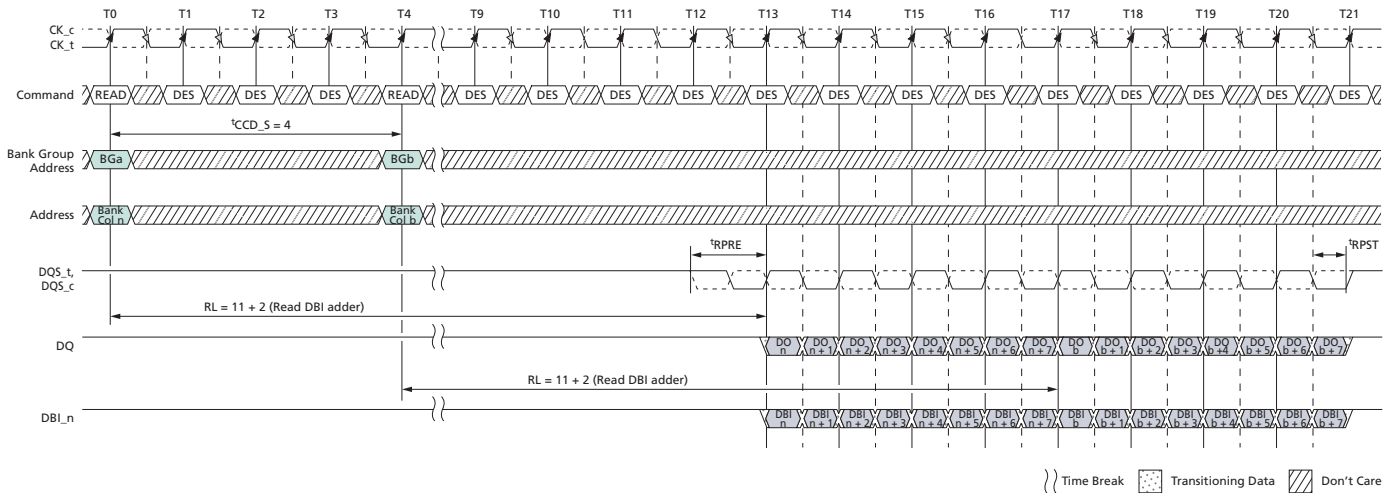 T0 T1 T2 T3 T4 T9 T10 T11 T12 T13 T14 T15 T16 T17 T18 T19 T20 T21
CK_c
CK_t
Command READ DES DES DES READ DES DES DES DES DES DES DES DES DES DES DES DES DES
tCCD_S = 4
Bank Group
Address
BGa BGb
Address
Bank
Col n
Bank
Col b
tRPRE tRPST
DQS_t,
DQS_c
RL = 11 + 2 (Read DBI adder)
DQ
DO DO DO DO DO DO DO DO DO DO DO DO DQ DO DO DO
n n + 1 n + 2 n + 3 n + 4 n + 5 n + 6 n + 7 b b + 1 b + 2 b + 3 b +4 b + 5 b + 6 b + 7
RL = 11 + 2 (Read DBI adder)
DBI_n
DBI DBI DBI DBI DBI DBI DBI DBI DBI DBI DBI DBI DBI DBI DBI DBI
n n + 1 n + 2 n + 3 n + 4 n + 5 n + 6 n + 7 b b + 1 b + 2 b + 3 b + 4 b + 5 b + 6 b + 7
Time Break Transitioning Data Don't Care